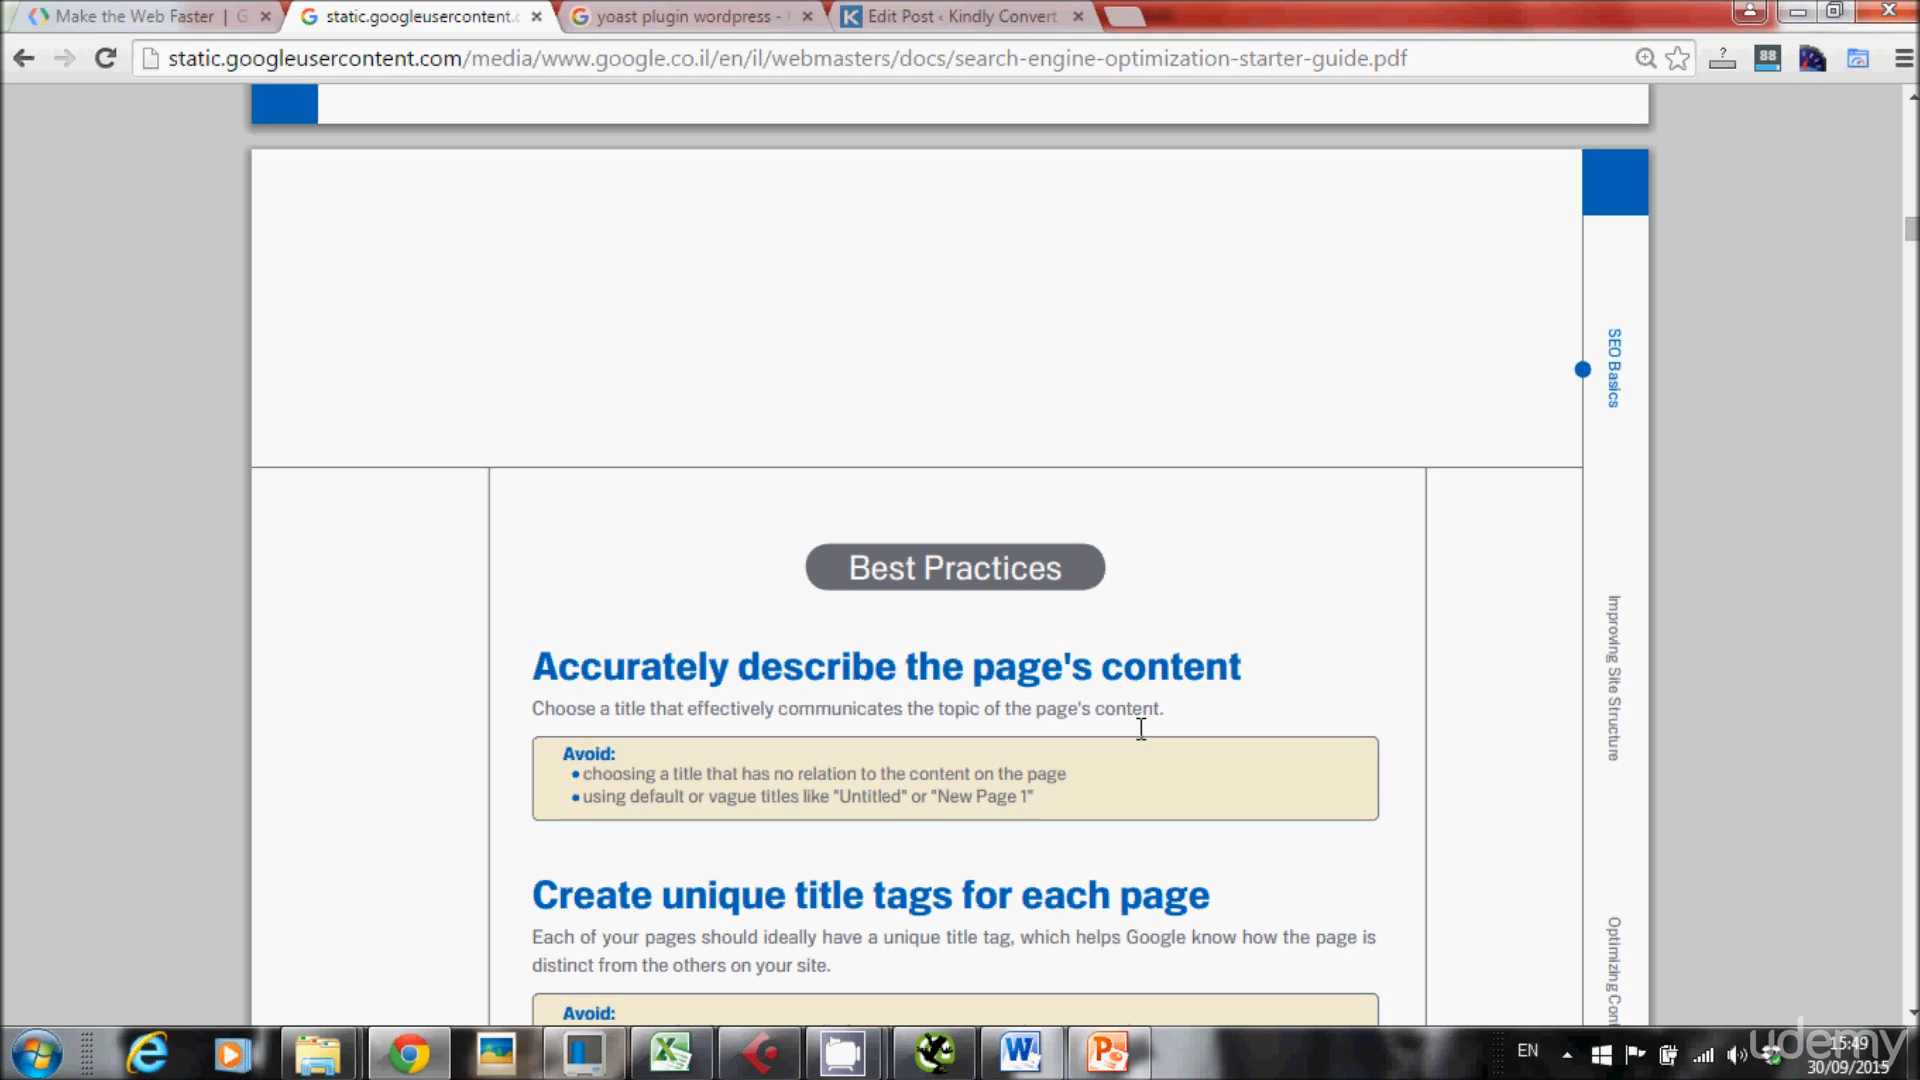 Make the Web Faster | G
static.googleusercontent.c
yoast plugin wordpress -
Edit Post ‹ Kindly Convert
static.googleusercontent.com/media/www.google.co.il/en/il/webmasters/docs/search-engine-optimization-starter-guide.pdf
?
88
SEO Basics
Improving Site Structure
Best Practices
Accurately describe the page's content
Choose a title that effectively communicates the topic of the page's content.
Avoid:
• choosing a title that has no relation to the content on the page
• using default or vague titles like "Untitled" or "New Page 1"
Create unique title tags for each page
Each of your pages should ideally have a unique title tag, which helps Google know how the page is
distinct from the others on your site.
Avoid:
Optimizing Con
EN
15:49
30/09/2015
udemy